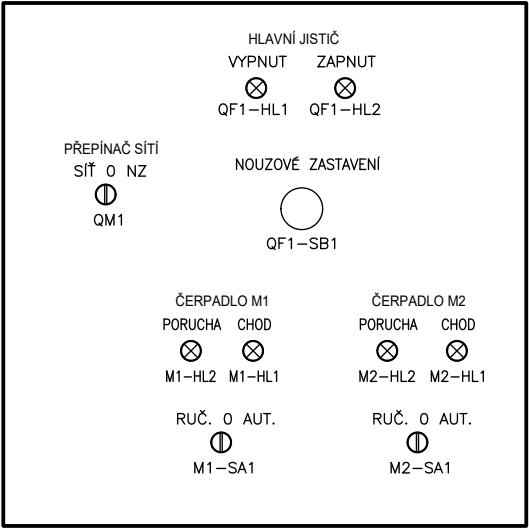 HLAVNÍ JISTIČ
VYPNUT ZAPNUT
QF1-HL1 QF1-HL2
PŘEPÍNAČ SÍTÍ
SÍŤ 0 NZ
QM1
NOUZOVÉ ZASTAVENÍ
QF1-SB1
ČERPADLO M1
PORUCHA CHOD
M1-HL2 M1-HL1
RUČ. 0 AUT.
M1-SA1
ČERPADLO M2
PORUCHA CHOD
M2-HL2 M2-HL1
RUČ. 0 AUT.
M2-SA1